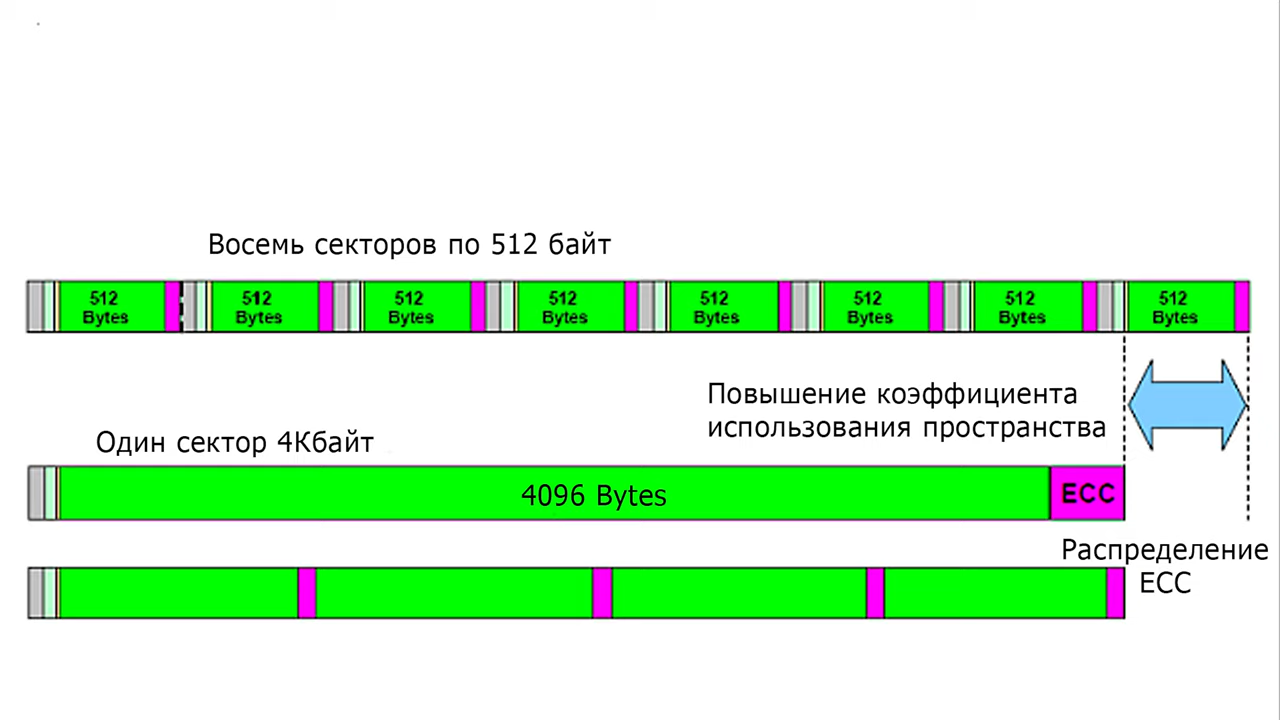 Восемь секторов по 512 байт
512 512 512 512 512 512 512 512
Bytes Bytes Bytes Bytes Bytes Bytes Bytes Bytes
Повышение коэффициента
использования пространства
Один сектор 4Кбайт
4096 Bytes ECC
Распределение
ECC